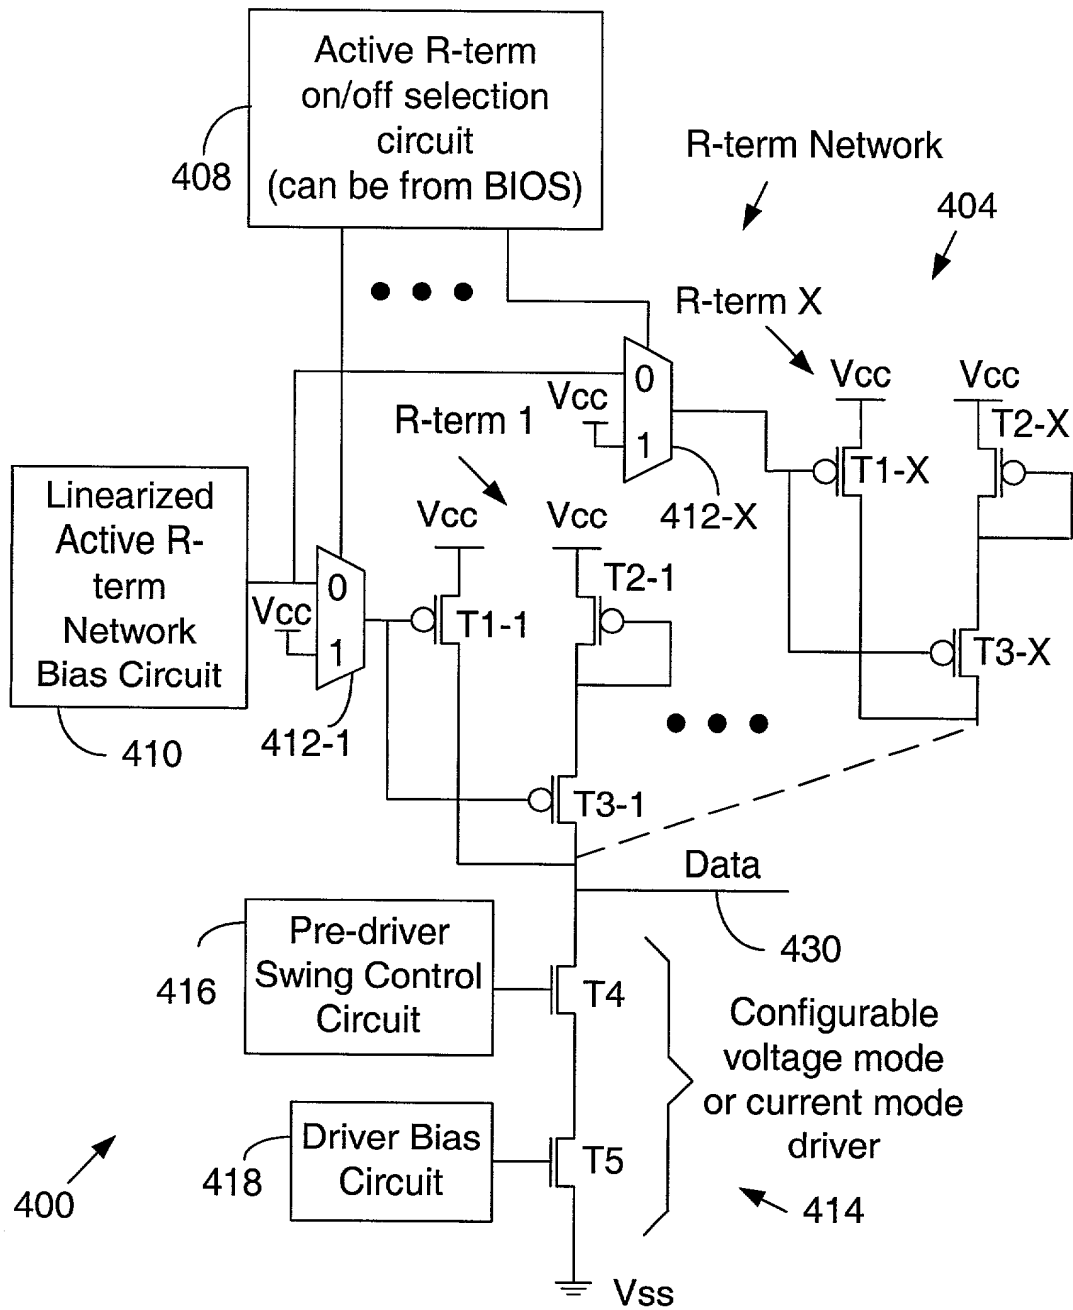 Active R-term
on/off selection
circuit
(can be from BIOS)
408
R-term Network
404
R-term X
Vcc
Vcc
0
Vcc
1
T2-X
T1-X
R-term 1
412-X
Linearized
Active R-
term
Network
Bias Circuit
410
Vcc
Vcc
0
Vcc
1
T2-1
T1-1
412-1
T3-X
T3-1
Data
430
Pre-driver
Swing Control
Circuit
416
T4
Configurable
voltage mode
or current mode
driver
Driver Bias
Circuit
418
T5
414
400
Vss